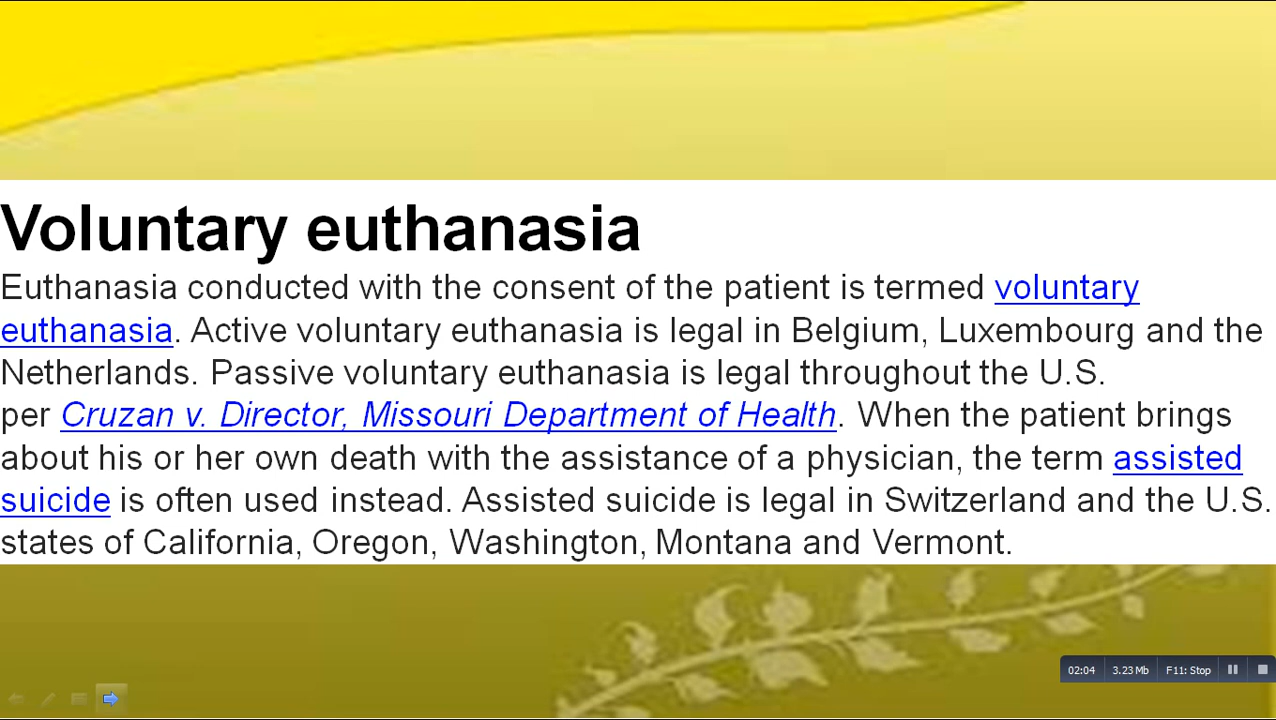 Voluntary euthanasia
Euthanasia conducted with the consent of the patient is termed voluntary
euthanasia. Active voluntary euthanasia is legal in Belgium, Luxembourg and the
Netherlands. Passive voluntary euthanasia is legal throughout the U.S.
per Cruzan v. Director, Missouri Department of Health. When the patient brings
about his or her own death with the assistance of a physician, the term assisted
suicide is often used instead. Assisted suicide is legal in Switzerland and the U.S.
states of California, Oregon, Washington, Montana and Vermont.
02:04 3.23 Mb F11: Stop